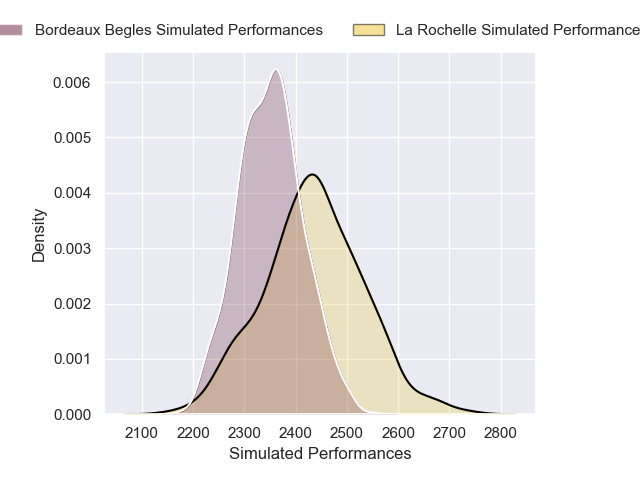 Bordeaux Begles Simulated Performances
La Rochelle Simulated Performance
0.006
0.005
0.004
0.003
0.002
0.001
0.000
Density
2100 2200 2300 2400 2500 2600 2700 2800
Simulated Performances